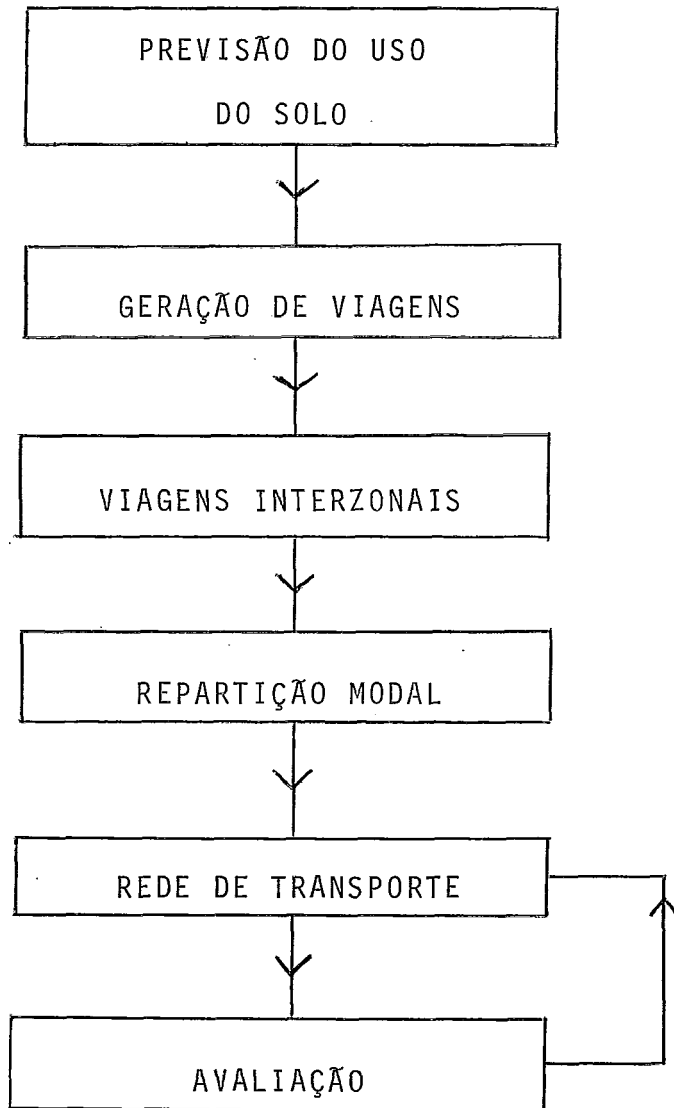 PREVISÃO DO USO
DO SOLO
GERAÇÃO DE VIAGENS
VIAGENS INTERZONAIS
REPARTIÇÃO MODAL
REDE DE TRANSPORTE
AVALIAÇÃO